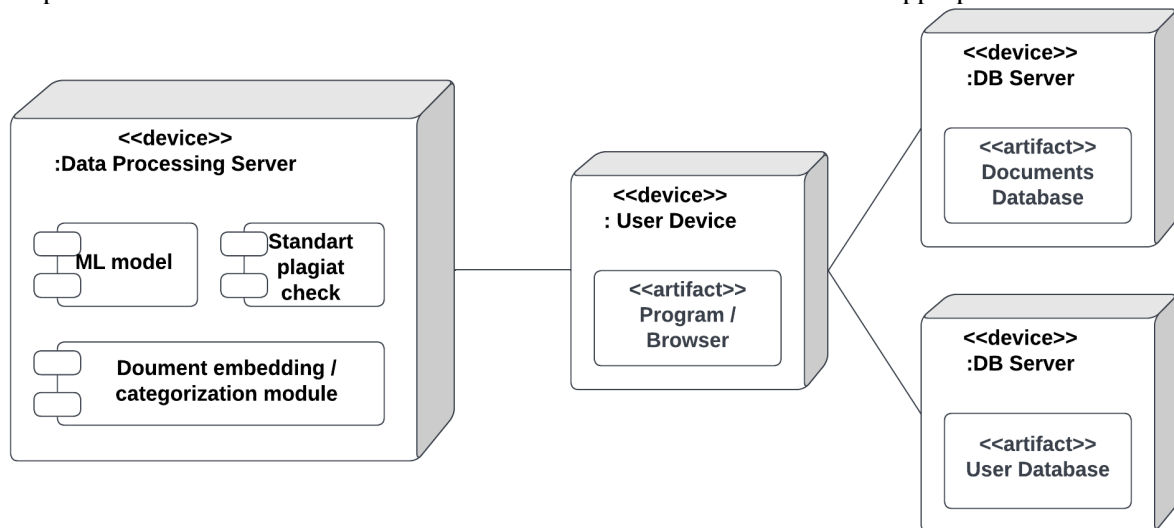 <<device>>
:Data Processing Server
ML model
Standart
plagiat
check
Doument embedding /
categorization module
<<device>>
: User Device
<<artifact>>
Program /
Browser
<<device>>
:DB Server
<<artifact>>
Documents
Database
<<device>>
:DB Server
<<artifact>>
User Database